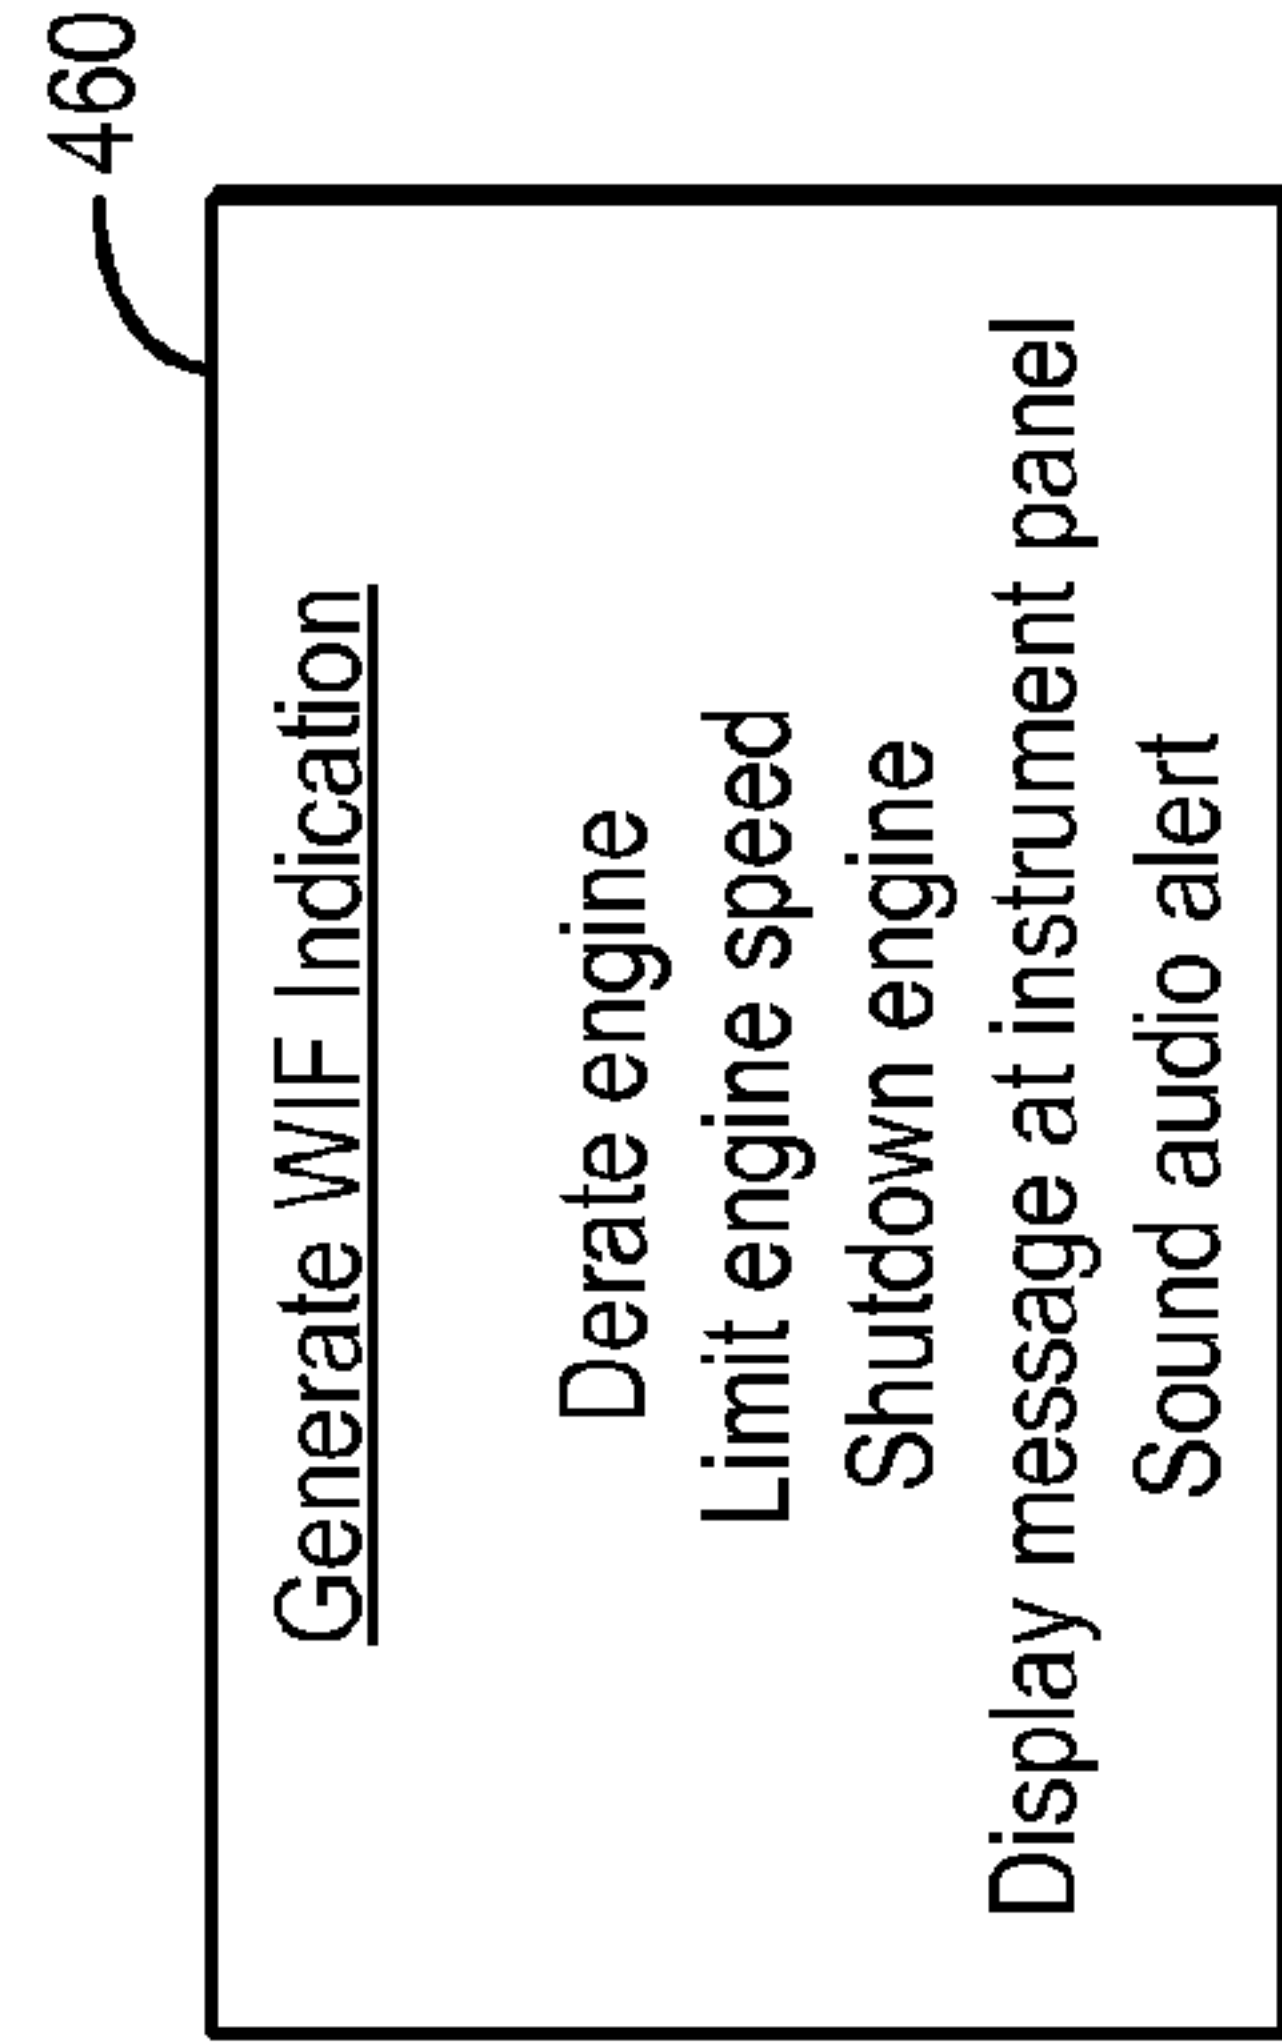 460
Generate WIF Indication
Derate engine
Limit engine speed
Shutdown engine
Display message at instrument panel
Sound audio alert